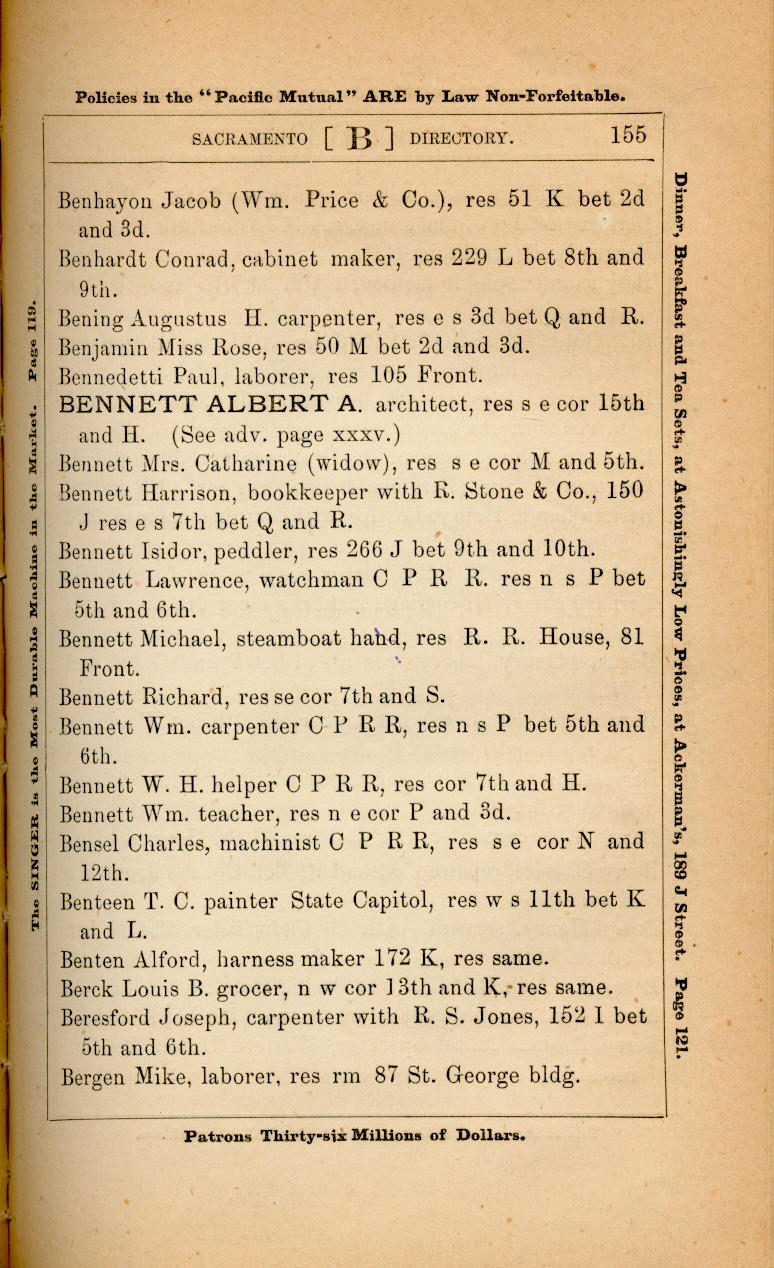 Policies in the "Pacific Mutual" ARE by Law Non-Forfeitable.
SACRAMENTO [ B ] DIRECTORY. 155
Benhayon Jacob (Wm. Price & Co.), res 51 K bet 2d
and 3d.
Benhardt Conrad, cabinet maker, res 229 L bet 8th and
9th.
Bening Augustus H. carpenter, res e s 3d bet Q and R.
Benjamin Miss Rose, res 50 M bet 2d and 3d.
Bennedetti Paul, laborer, res 105 Front.
BENNETT ALBERT A. architect, res s e cor 15th
and H. (See adv. page xxxv.)
Bennett Mrs. Catharine (widow), res s e cor M and 5th.
Bennett Harrison, bookkeeper with R. Stone & Co., 150
J res e s 7th bet Q and R.
Bennett Isidor, peddler, res 266 J bet 9th and 10th.
Bennett Lawrence, watchman C P R R. res n s P bet
5th and 6th.
Bennett Michael, steamboat hand, res R. R. House, 81
Front.
Bennett Richard, res se cor 7th and S.
Bennett Wm. carpenter C P R R, res n s P bet 5th and
6th.
Bennett W. H. helper C P R R, res cor 7th and H.
Bennett Wm. teacher, res n e cor P and 3d.
Bensel Charles, machinist C P R R, res s e cor N and
12th.
Benteen T. C. painter State Capitol, res w s 11th bet K
and L.
Benten Alford, harness maker 172 K, res same.
Berck Louis B. grocer, n w cor 13th and K, res same.
Beresford Joseph, carpenter with R. S. Jones, 152 I bet
5th and 6th.
Bergen Mike, laborer, res rm 87 St. George bldg.
Patrons Thirty-six Millions of Dollars.
The SINGER is the Most Durable Machine in the Market. Page 119.
Dinner, Breakfast and Tea Sets, at Astonishingly Low Prices, at Ackerman's, 189 J Street. Page 121.